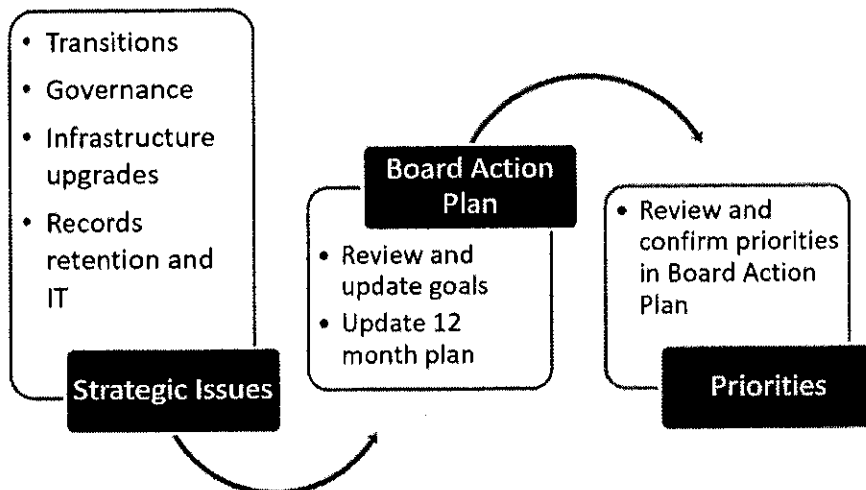 • Transitions
• Governance
• Infrastructure
upgrades
• Records
retention and
IT
Strategic Issues
Board Action
Plan
• Review and
update goals
• Update 12
month plan
• Review and
confirm priorities
in Board Action
Plan
Priorities